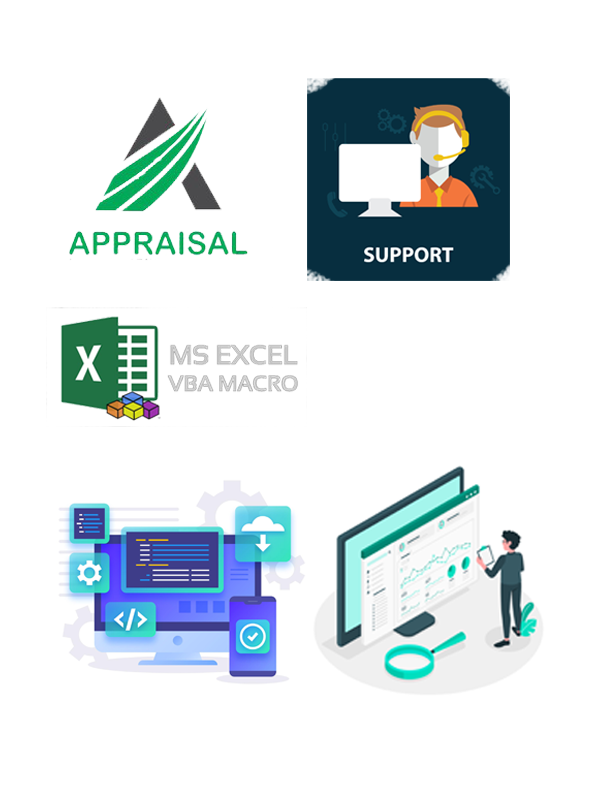 APPRAISAL
SUPPORT
X
MS EXCEL
VBA MACRO
</>